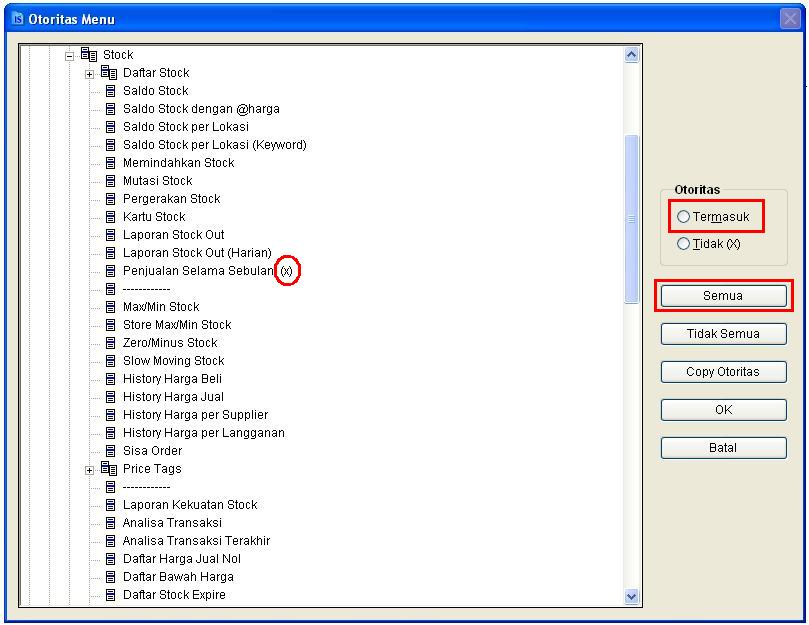 Otoritas Menu
Stock
Daftar Stock
Saldo Stock
Saldo Stock dengan @harga
Saldo Stock per Lokasi
Saldo Stock per Lokasi (Keyword)
Memindahkan Stock
Mutasi Stock
Pergerakan Stock
Kartu Stock
Laporan Stock Out
Laporan Stock Out (Harian)
Penjualan Selama Sebulan (x)
------------
Max/Min Stock
Store Max/Min Stock
Zero/Minus Stock
Slow Moving Stock
History Harga Beli
History Harga Jual
History Harga per Supplier
History Harga per Langganan
Sisa Order
Price Tags
------------
Laporan Kekuatan Stock
Analisa Transaksi
Analisa Transaksi Terakhir
Daftar Harga Jual Nol
Daftar Bawah Harga
Daftar Stock Expire
Otoritas
Termasuk
Tidak (X)
Semua
Tidak Semua
Copy Otoritas
OK
Batal